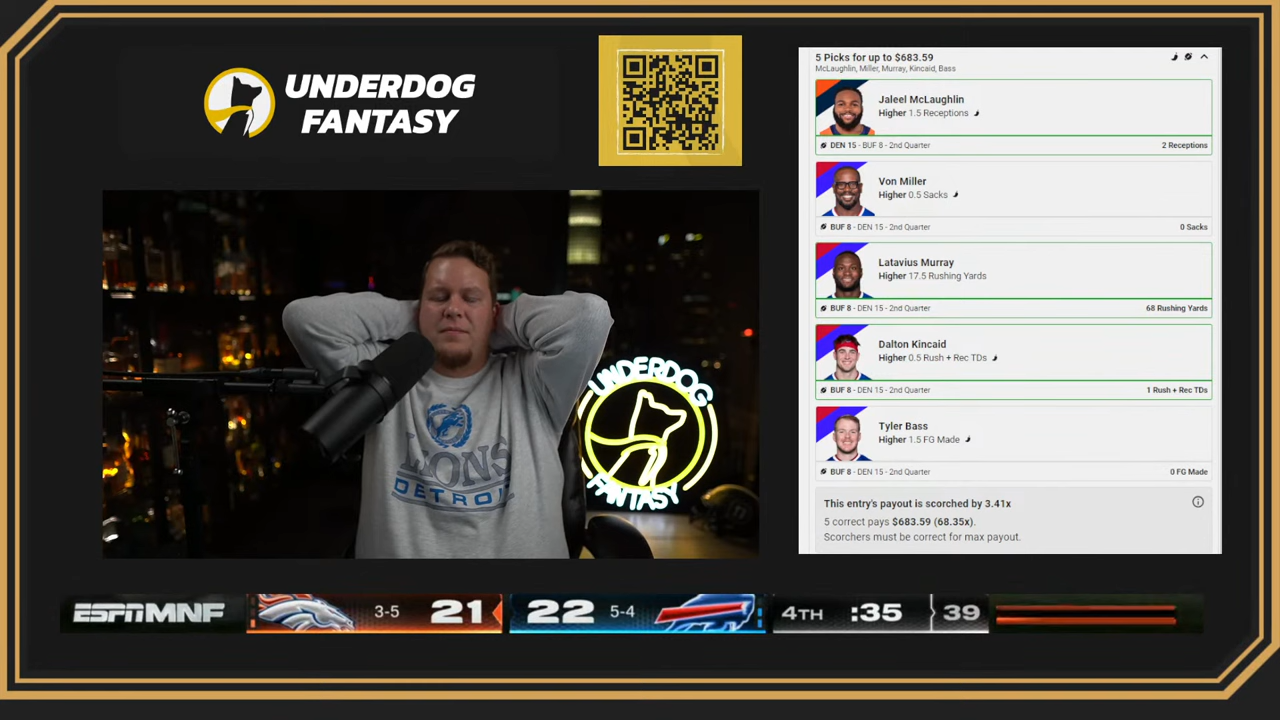 UNDERDOG
FANTASY
5 Picks for up to $683.59
McLaughlin, Miller, Murray, Kincaid, Bass
Jaleel McLaughlin
Higher 1.5 Receptions
DEN 15 - BUF 8 - 2nd Quarter
2 Receptions
Von Miller
Higher 0.5 Sacks
BUF 8 - DEN 15 - 2nd Quarter
0 Sacks
Latavius Murray
Higher 17.5 Rushing Yards
BUF 8 - DEN 15 - 2nd Quarter
68 Rushing Yards
Dalton Kincaid
Higher 0.5 Rush + Rec TDs
BUF 8 - DEN 15 - 2nd Quarter
1 Rush + Rec TDs
Tyler Bass
Higher 1.5 FG Made
BUF 8 - DEN 15 - 2nd Quarter
0 FG Made
This entry's payout is scorched by 3.41x
5 correct pays $683.59 (68.35x).
Scorchers must be correct for max payout.
LIONS
DETROI
UNDERDOG
FANTASY
ESPN MNF
3-5
21
22
5-4
4TH
:35
39